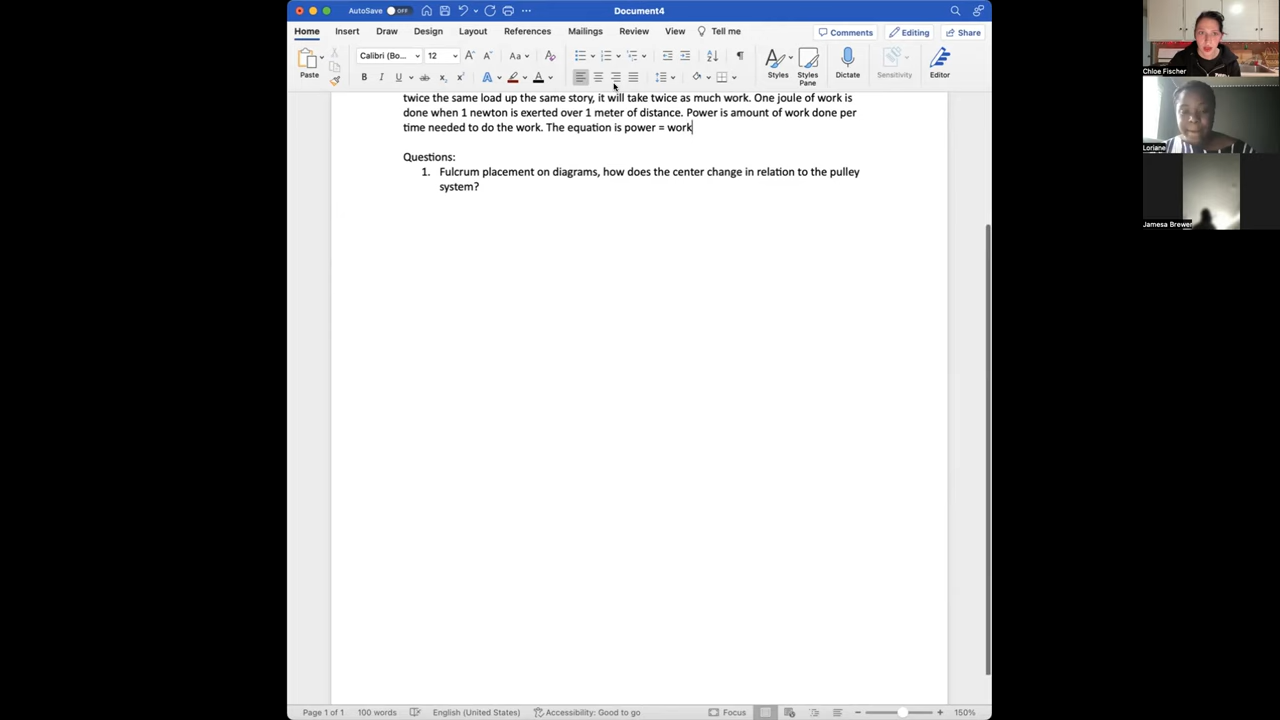 AutoSave OFF
Document4
Home Insert Draw Design Layout References Mailings Review View Tell me
Comments Editing Share
Paste
Calibri (Bo... 12
Styles
Styles Pane
Dictate
Sensitivity
Editor
twice the same load up the same story, it will take twice as much work. One joule of work is
done when 1 newton is exerted over 1 meter of distance. Power is amount of work done per
time needed to do the work. The equation is power = work
Questions:
1. Fulcrum placement on diagrams, how does the center change in relation to the pulley
system?
Page 1 of 1 100 words English (United States) Accessibility: Good to go Focus 150%
Chloe Fischer
Loriane
Jamesa Brewer